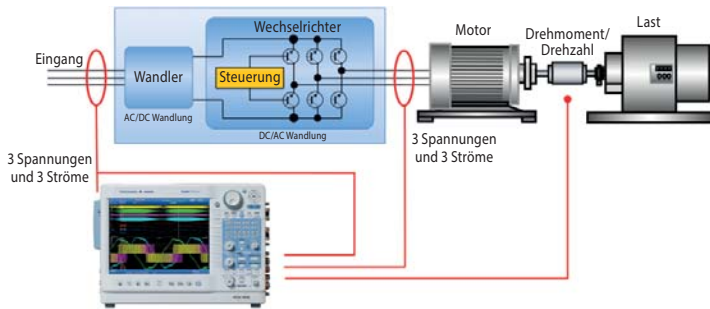 Eingang
Wandler
AC/DC Wandlung
Wechselrichter
Steuerung
DC/AC Wandlung
Motor
Drehmoment/
Drehzahl
Last
3 Spannungen
und 3 Ströme
3 Spannungen
und 3 Ströme